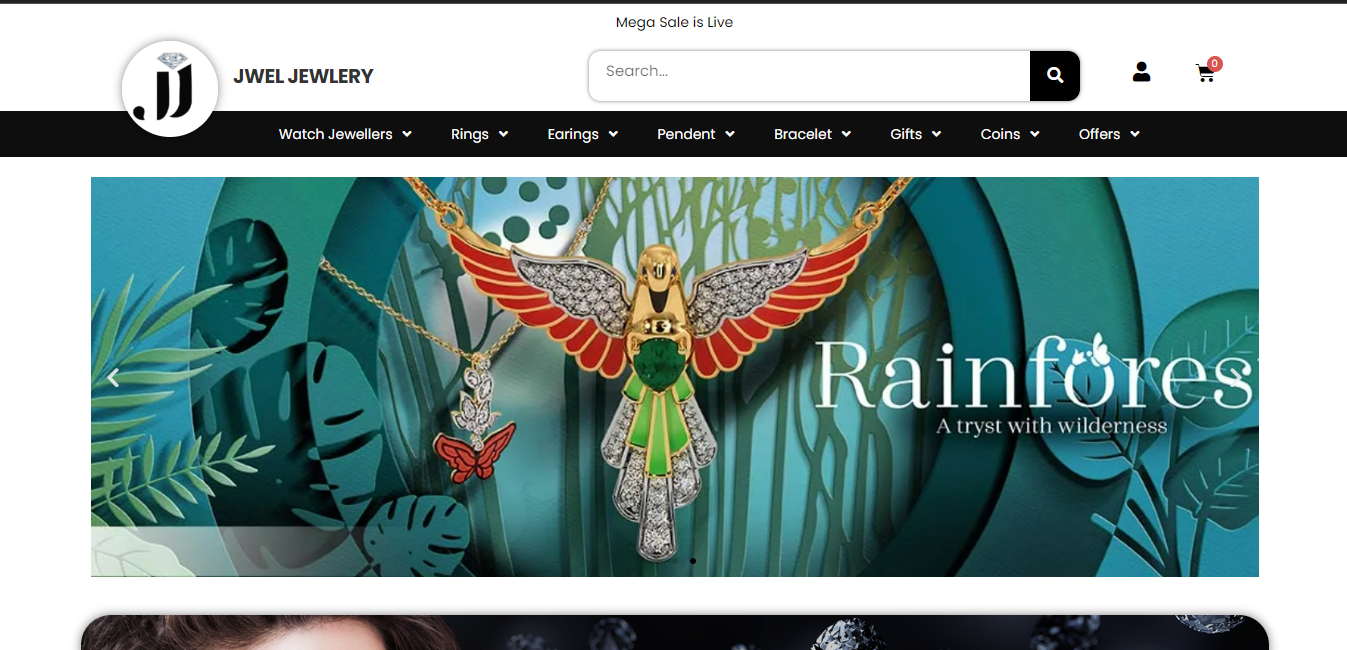 Mega Sale is Live
JJ
JWEL JEWLERY
Search...
0
Watch Jewellers Rings Earings Pendent Bracelet Gifts Coins Offers
Rainfores
A tryst with wilderness